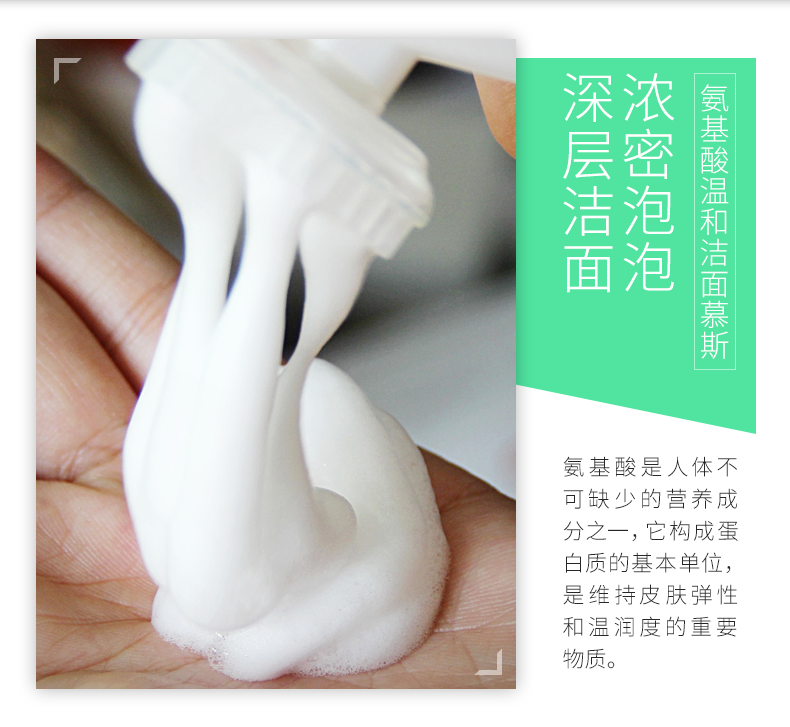 氨基酸温和洁面慕斯
浓密泡泡
深层洁面
氨基酸是人体不
可缺少的营养成
分之一，它构成蛋
白质的基本单位，
是维持皮肤弹性
和温润度的重要
物质。